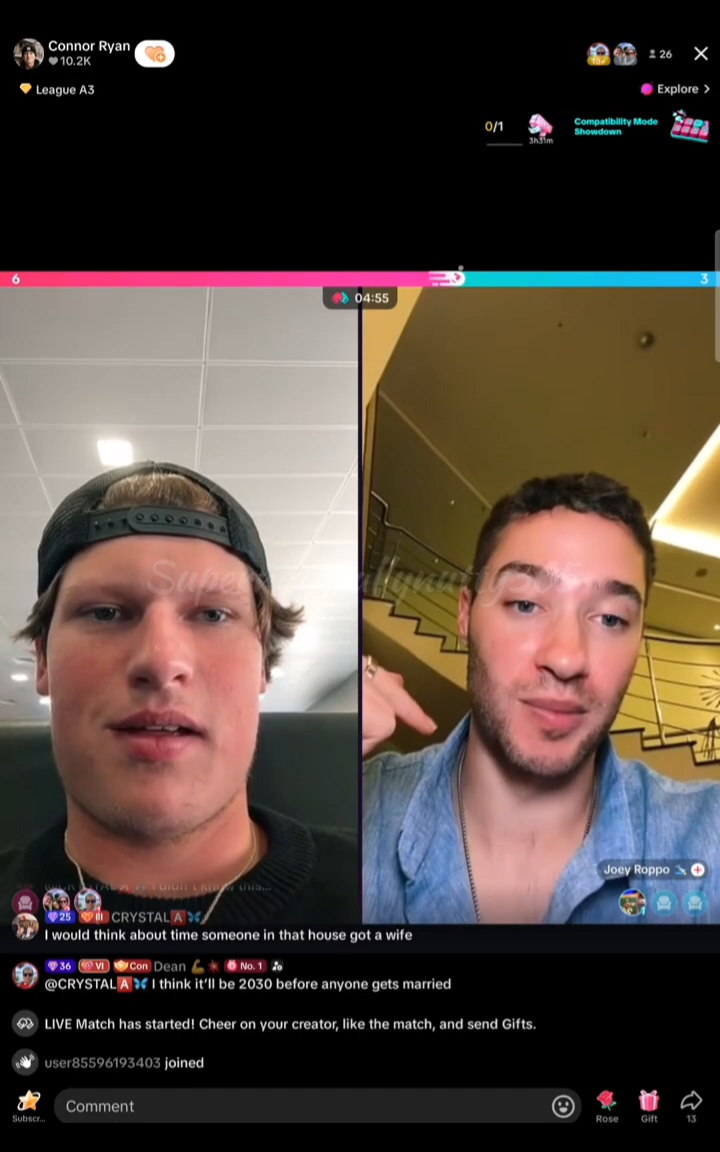 Connor Ryan
10.2K
26
League A3
Explore >
0/1
3h31m
Compatibility Mode
Showdown
6
3
04:55
Joey Roppo
25 III CRYSTAL🅰️🦋
I would think about time someone in that house got a wife
36 VI Con Dean 💪💥 No. 1
@CRYSTAL🅰️🦋 I think it'll be 2030 before anyone gets married
LIVE Match has started! Cheer on your creator, like the match, and send Gifts.
user85596193403 joined
Subscr...
Comment
Rose
Gift
13